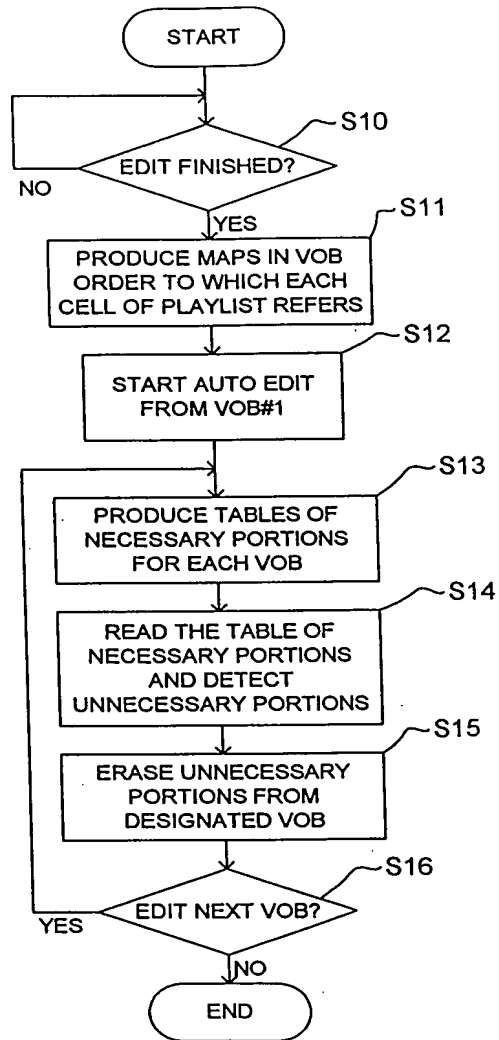 START
S10
EDIT FINISHED?
NO
YES
S11
PRODUCE MAPS IN VOB
ORDER TO WHICH EACH
CELL OF PLAYLIST REFERS
S12
START AUTO EDIT
FROM VOB#1
S13
PRODUCE TABLES OF
NECESSARY PORTIONS
FOR EACH VOB
S14
READ THE TABLE OF
NECESSARY PORTIONS
AND DETECT
UNNECESSARY PORTIONS
S15
ERASE UNNECESSARY
PORTIONS FROM
DESIGNATED VOB
S16
EDIT NEXT VOB?
YES
NO
END